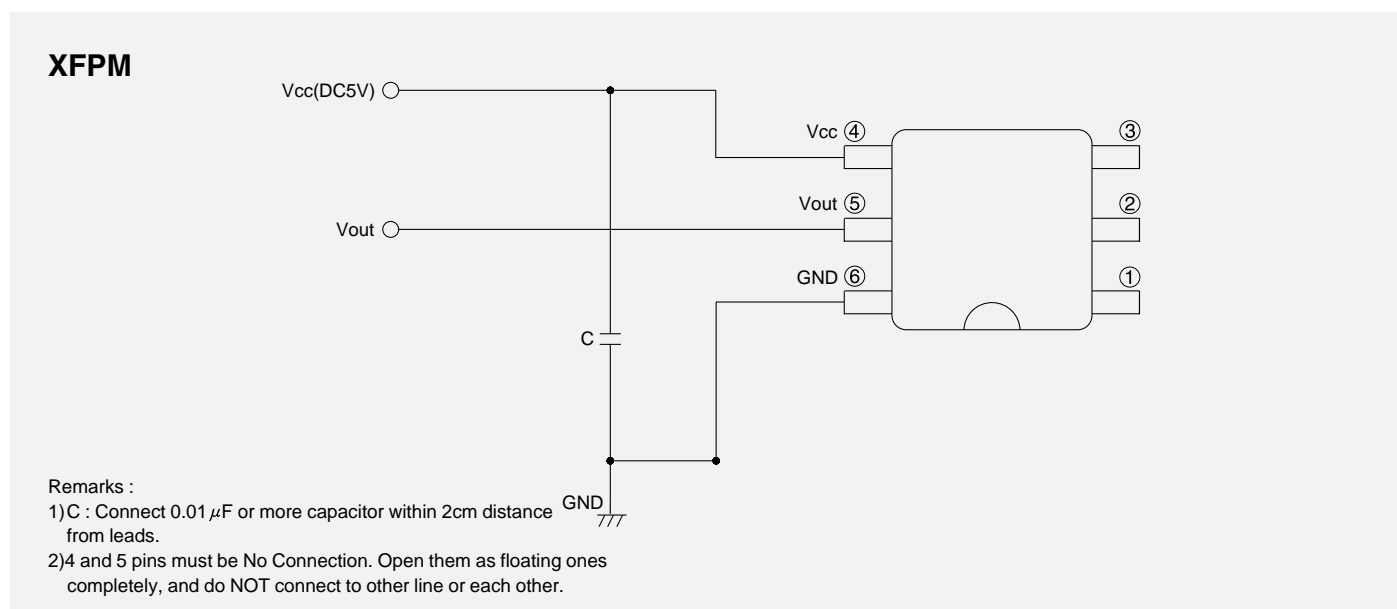 XFPM
Vcc(DC5V)
Vcc ④
③
Vout ⑤
②
Vout
GND ⑥
①
C
GND
Remarks :
1)C : Connect 0.01 μF or more capacitor within 2cm distance
from leads.
2)4 and 5 pins must be No Connection. Open them as floating ones
completely, and do NOT connect to other line or each other.